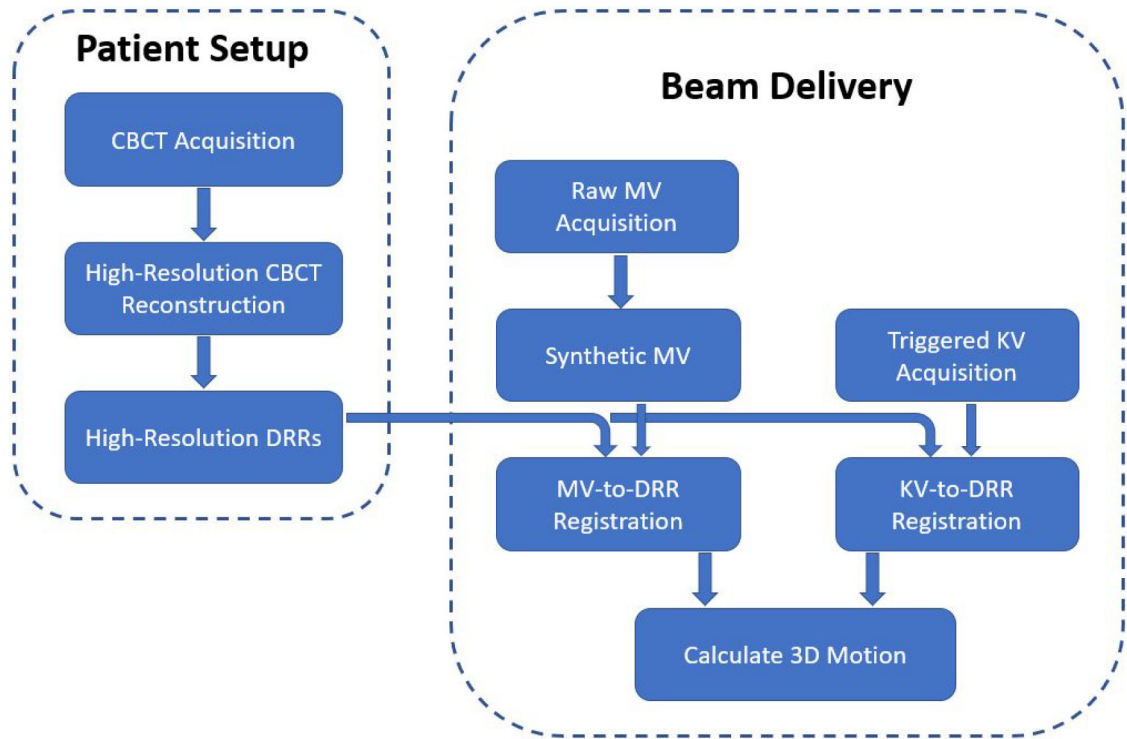 Patient Setup
CBCT Acquisition
High-Resolution CBCT
Reconstruction
High-Resolution DRRs
Beam Delivery
Raw MV
Acquisition
Synthetic MV
Triggered KV
Acquisition
MV-to-DRR
Registration
KV-to-DRR
Registration
Calculate 3D Motion